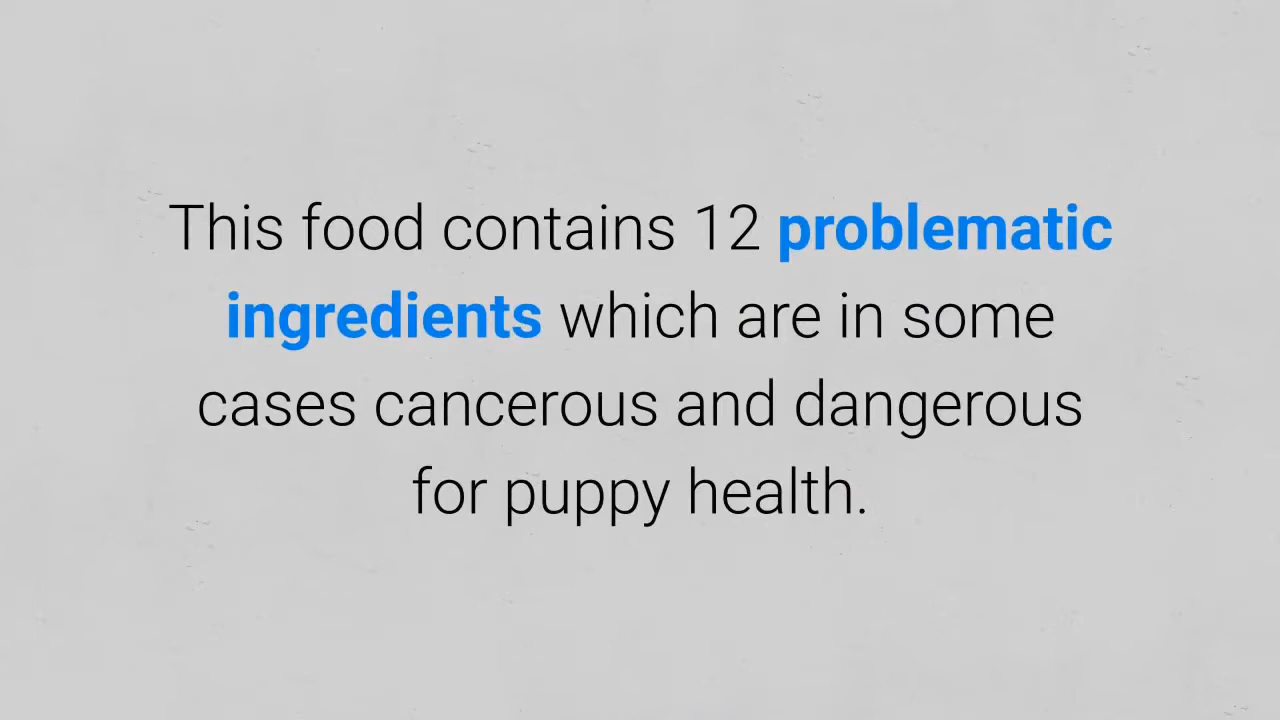 This food contains 12 problematic
ingredients which are in some
cases cancerous and dangerous
for puppy health.